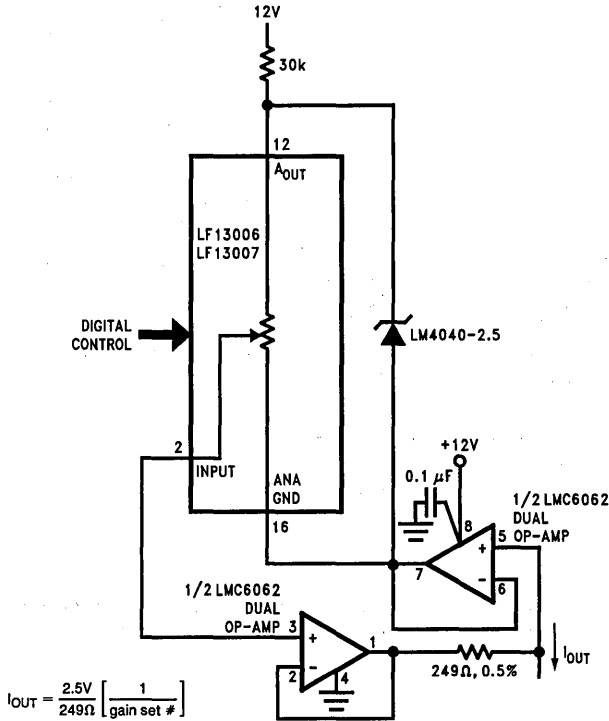 12V
30k
12
AOUT
LF13006
LF13007
DIGITAL
CONTROL
LM4040-2.5
2
INPUT
ANA
GND
16
+12V
0.1 µF
8
1/2 LMC6062
DUAL
OP-AMP
5
+
7
-
6
1/2 LMC6062
DUAL
OP-AMP
3
+
1
2
-
4
249Ω, 0.5%
IOUT
IOUT = 2.5V / 249Ω [ 1 / gain set # ]